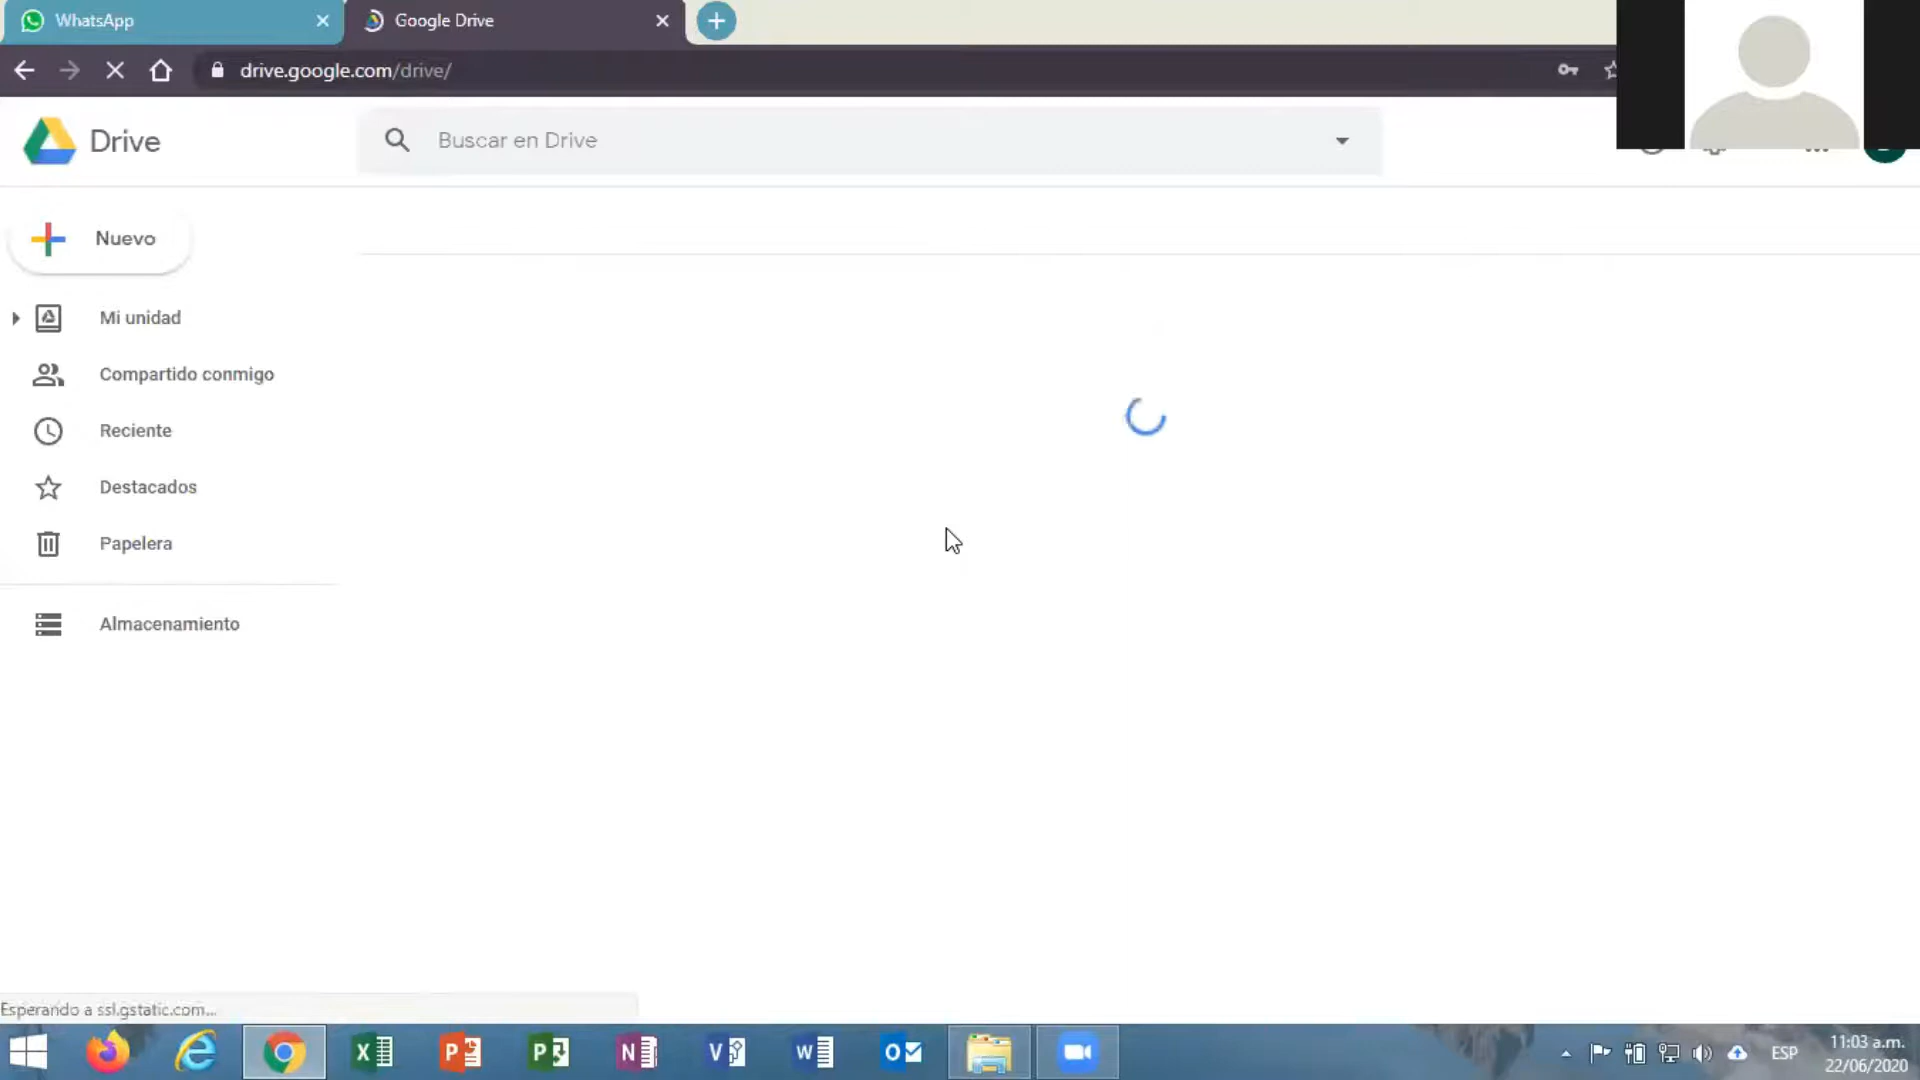 WhatsApp
Google Drive
drive.google.com/drive/
Drive
Buscar en Drive
Nuevo
Mi unidad
Compartido conmigo
Reciente
Destacados
Papelera
Almacenamiento
Esperando a ssl.gstatic.com...
ESP
11:03 a.m.
22/06/2020